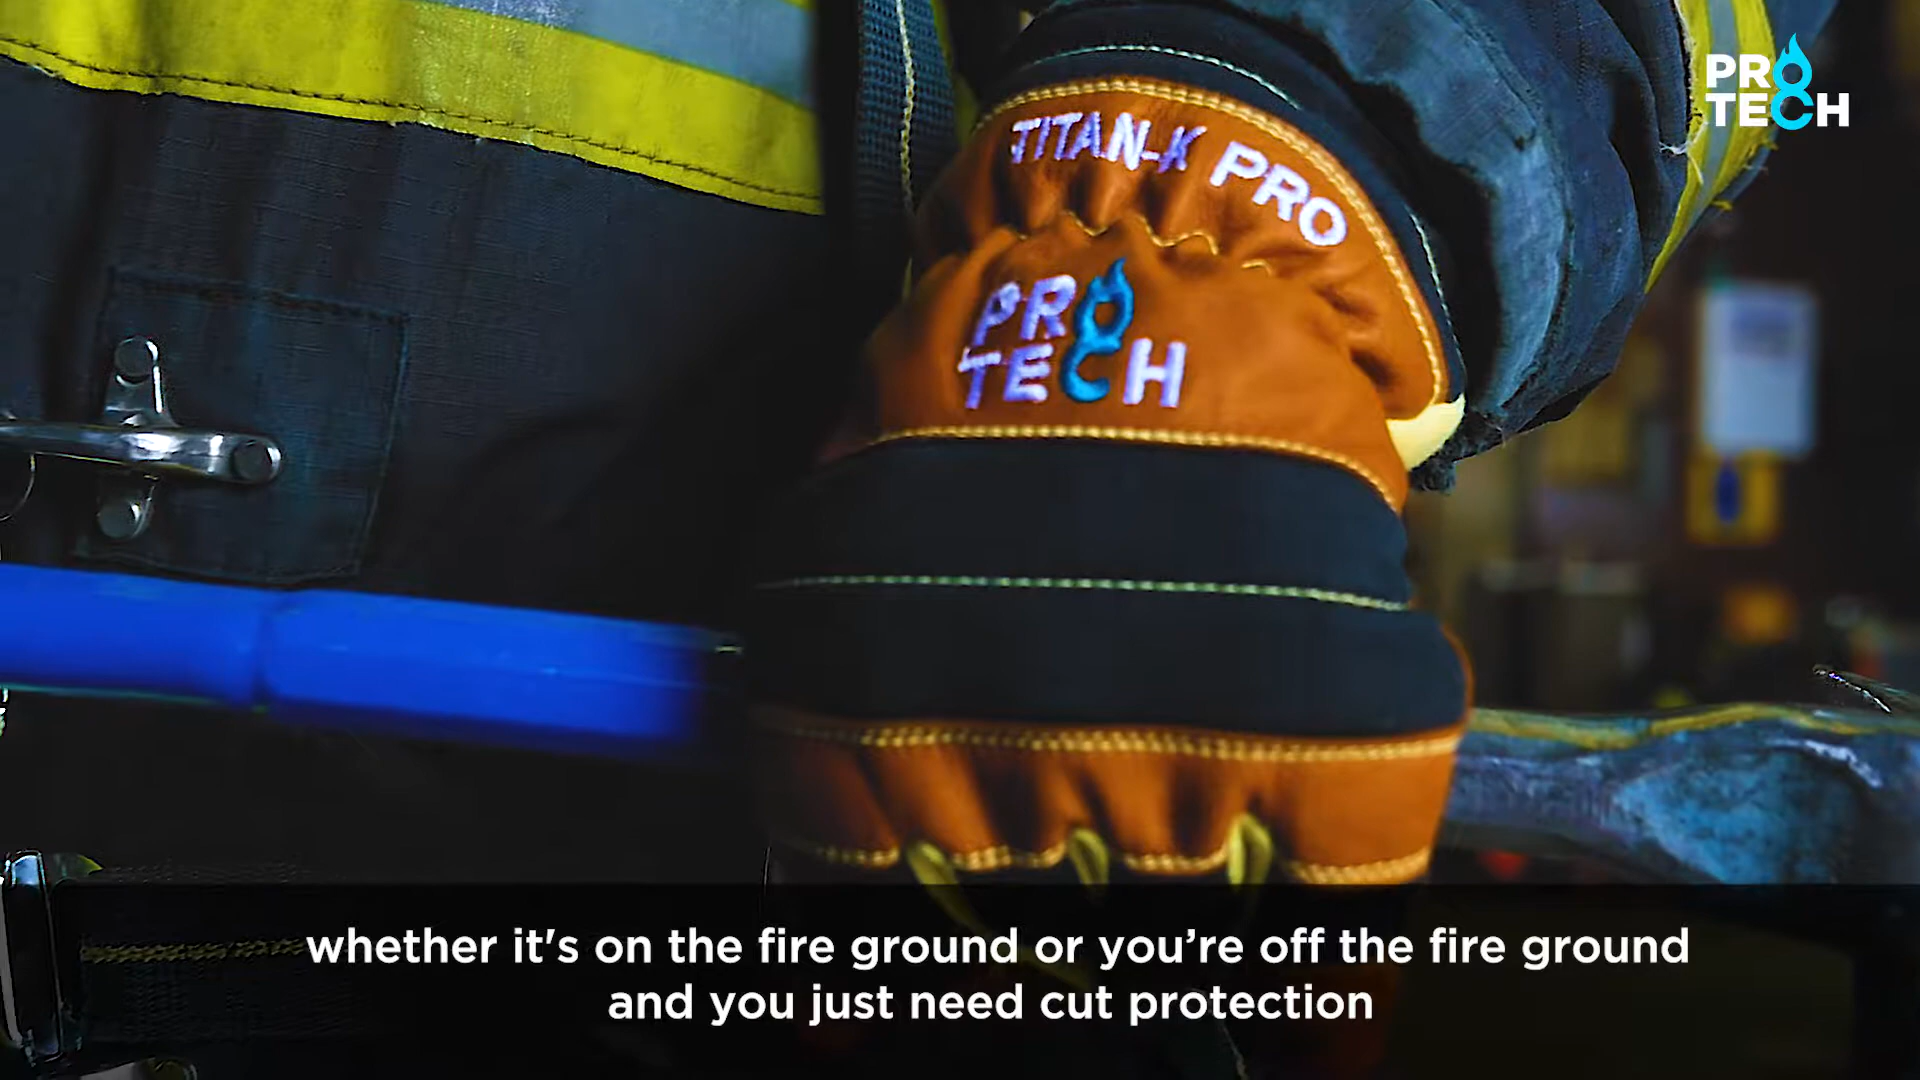 PRO
TECH
TITAN-K PRO
PRO
TECH
whether it's on the fire ground or you’re off the fire ground
and you just need cut protection